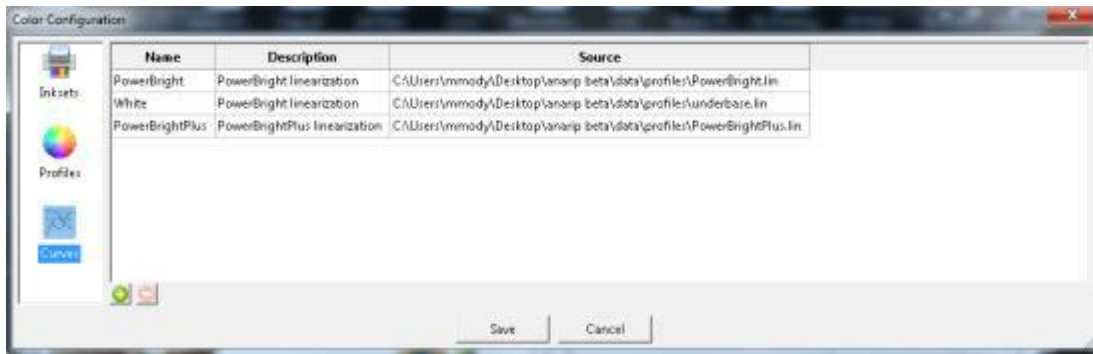 Color Configuration
Inksets
Profiles
Curves
Name Description Source
PowerBright PowerBright linearization C:\Users\mmody\Desktop\anarip beta\data\profiles\PowerBright.lin
White PowerBright linearization C:\Users\mmody\Desktop\anarip beta\data\profiles\underbase.lin
PowerBrightPlus PowerBrightPlus linearization C:\Users\mmody\Desktop\anarip beta\data\profiles\PowerBrightPlus.lin
Save Cancel